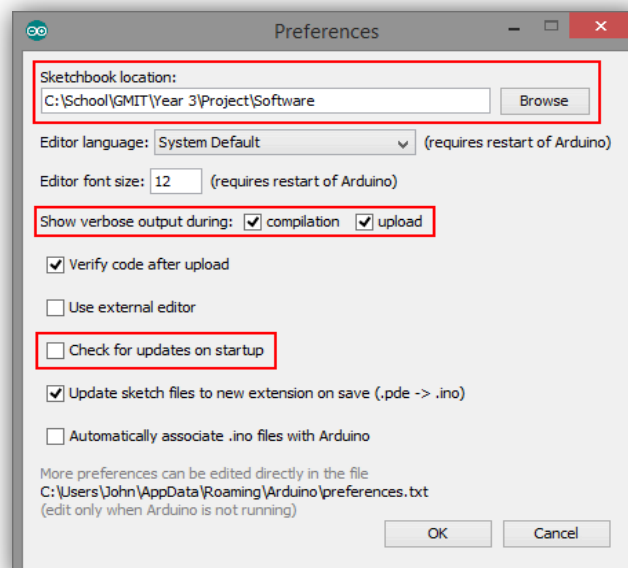 Preferences
Sketchbook location:
C:\School\GMIT\Year 3\Project\Software Browse
Editor language: System Default (requires restart of Arduino)
Editor font size: 12 (requires restart of Arduino)
Show verbose output during: compilation upload
Verify code after upload
Use external editor
Check for updates on startup
Update sketch files to new extension on save (.pde -> .ino)
Automatically associate .ino files with Arduino
More preferences can be edited directly in the file
C:\Users\John\AppData\Roaming\Arduino\preferences.txt
(edit only when Arduino is not running)
OK Cancel